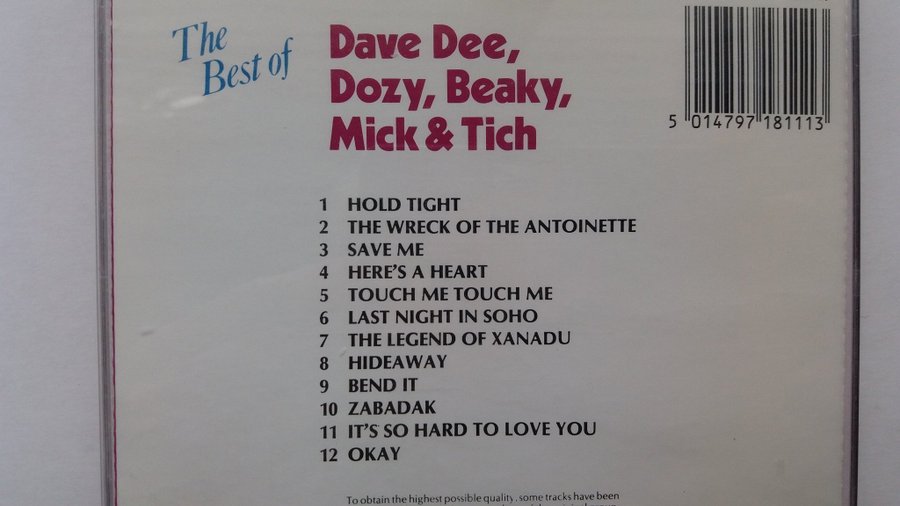 The
Best of
Dave Dee,
Dozy, Beaky,
Mick & Tich
5 014797 181113
1 HOLD TIGHT
2 THE WRECK OF THE ANTOINETTE
3 SAVE ME
4 HERE'S A HEART
5 TOUCH ME TOUCH ME
6 LAST NIGHT IN SOHO
7 THE LEGEND OF XANADU
8 HIDEAWAY
9 BEND IT
10 ZABADAK
11 IT'S SO HARD TO LOVE YOU
12 OKAY
To obtain the highest possible quality, some tracks have been